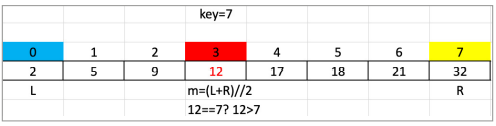 key=7
0 1 2 3 4 5 6 7
2 5 9 12 17 18 21 32
L m=(L+R)//2 R
12==7? 12>7